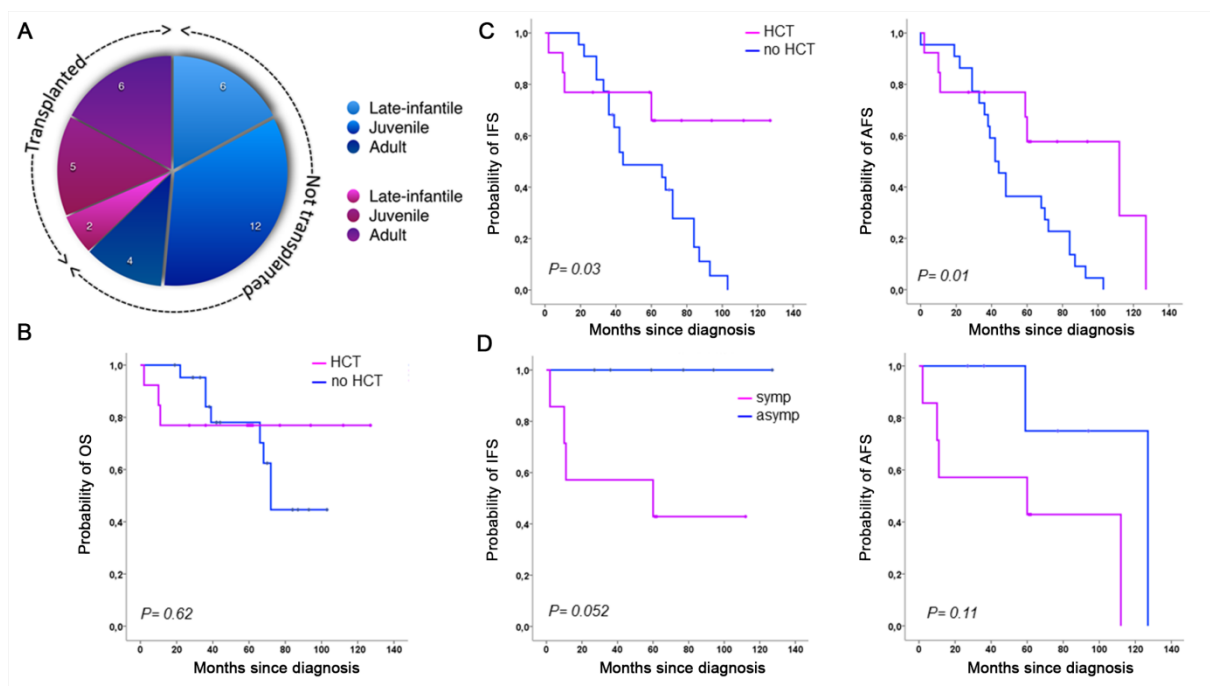 A
Transplanted
Not transplanted
6
6
5
12
2
4
Late-infantile
Juvenile
Adult
Late-infantile
Juvenile
Adult
B
Probability of OS
1,0
0,8
0,6
0,4
0,2
0,0
HCT
no HCT
P= 0.62
0 20 40 60 80 100 120 140
Months since diagnosis
C
Probability of IFS
1,0
0,8
0,6
0,4
0,2
0,0
HCT
no HCT
P= 0.03
0 20 40 60 80 100 120 140
Months since diagnosis
Probability of AFS
1,0
0,8
0,6
0,4
0,2
0,0
P= 0.01
0 20 40 60 80 100 120 140
Months since diagnosis
D
Probability of IFS
1,0
0,8
0,6
0,4
0,2
0,0
symp
asymp
P= 0.052
0 20 40 60 80 100 120 140
Months since diagnosis
Probability of AFS
1,0
0,8
0,6
0,4
0,2
0,0
P= 0.11
0 20 40 60 80 100 120 140
Months since diagnosis